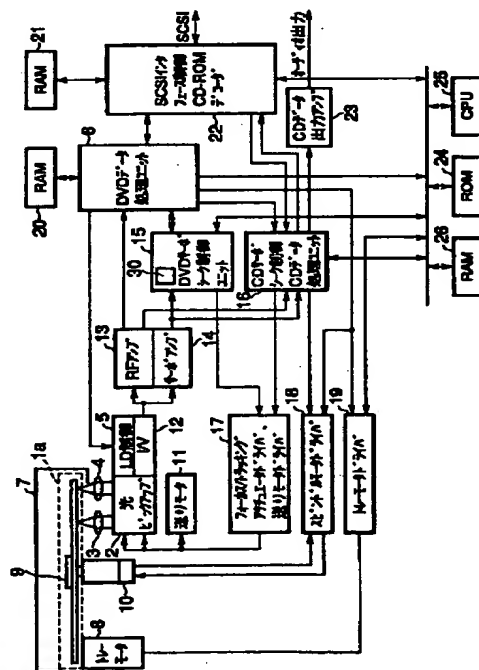 7
1a
9
3
4
8
トレー
モータ
10
2
光
ピックアップ
5
LD制御
M
12
11
送りモータ
13
RFアンプ
サーボアンプ
14
17
フォーカス/トラッキング
アクチュエータドライバ、
送りモータドライバ
18
スピンドルモータドライバ
19
トレーモータドライバ
15
30
DVDサーボ
シーク制御
ユニット
16
CDサーボ
シーク制御
CDデータ
処理ユニット
6
DVDデータ
処理ユニット
20
RAM
21
RAM
SCSIインタ
フェース制御
CD-ROM
デコーダ
22
SCSI
CDデータ
出力アンプ
23
オーディオ出力
26
RAM
24
ROM
25
CPU